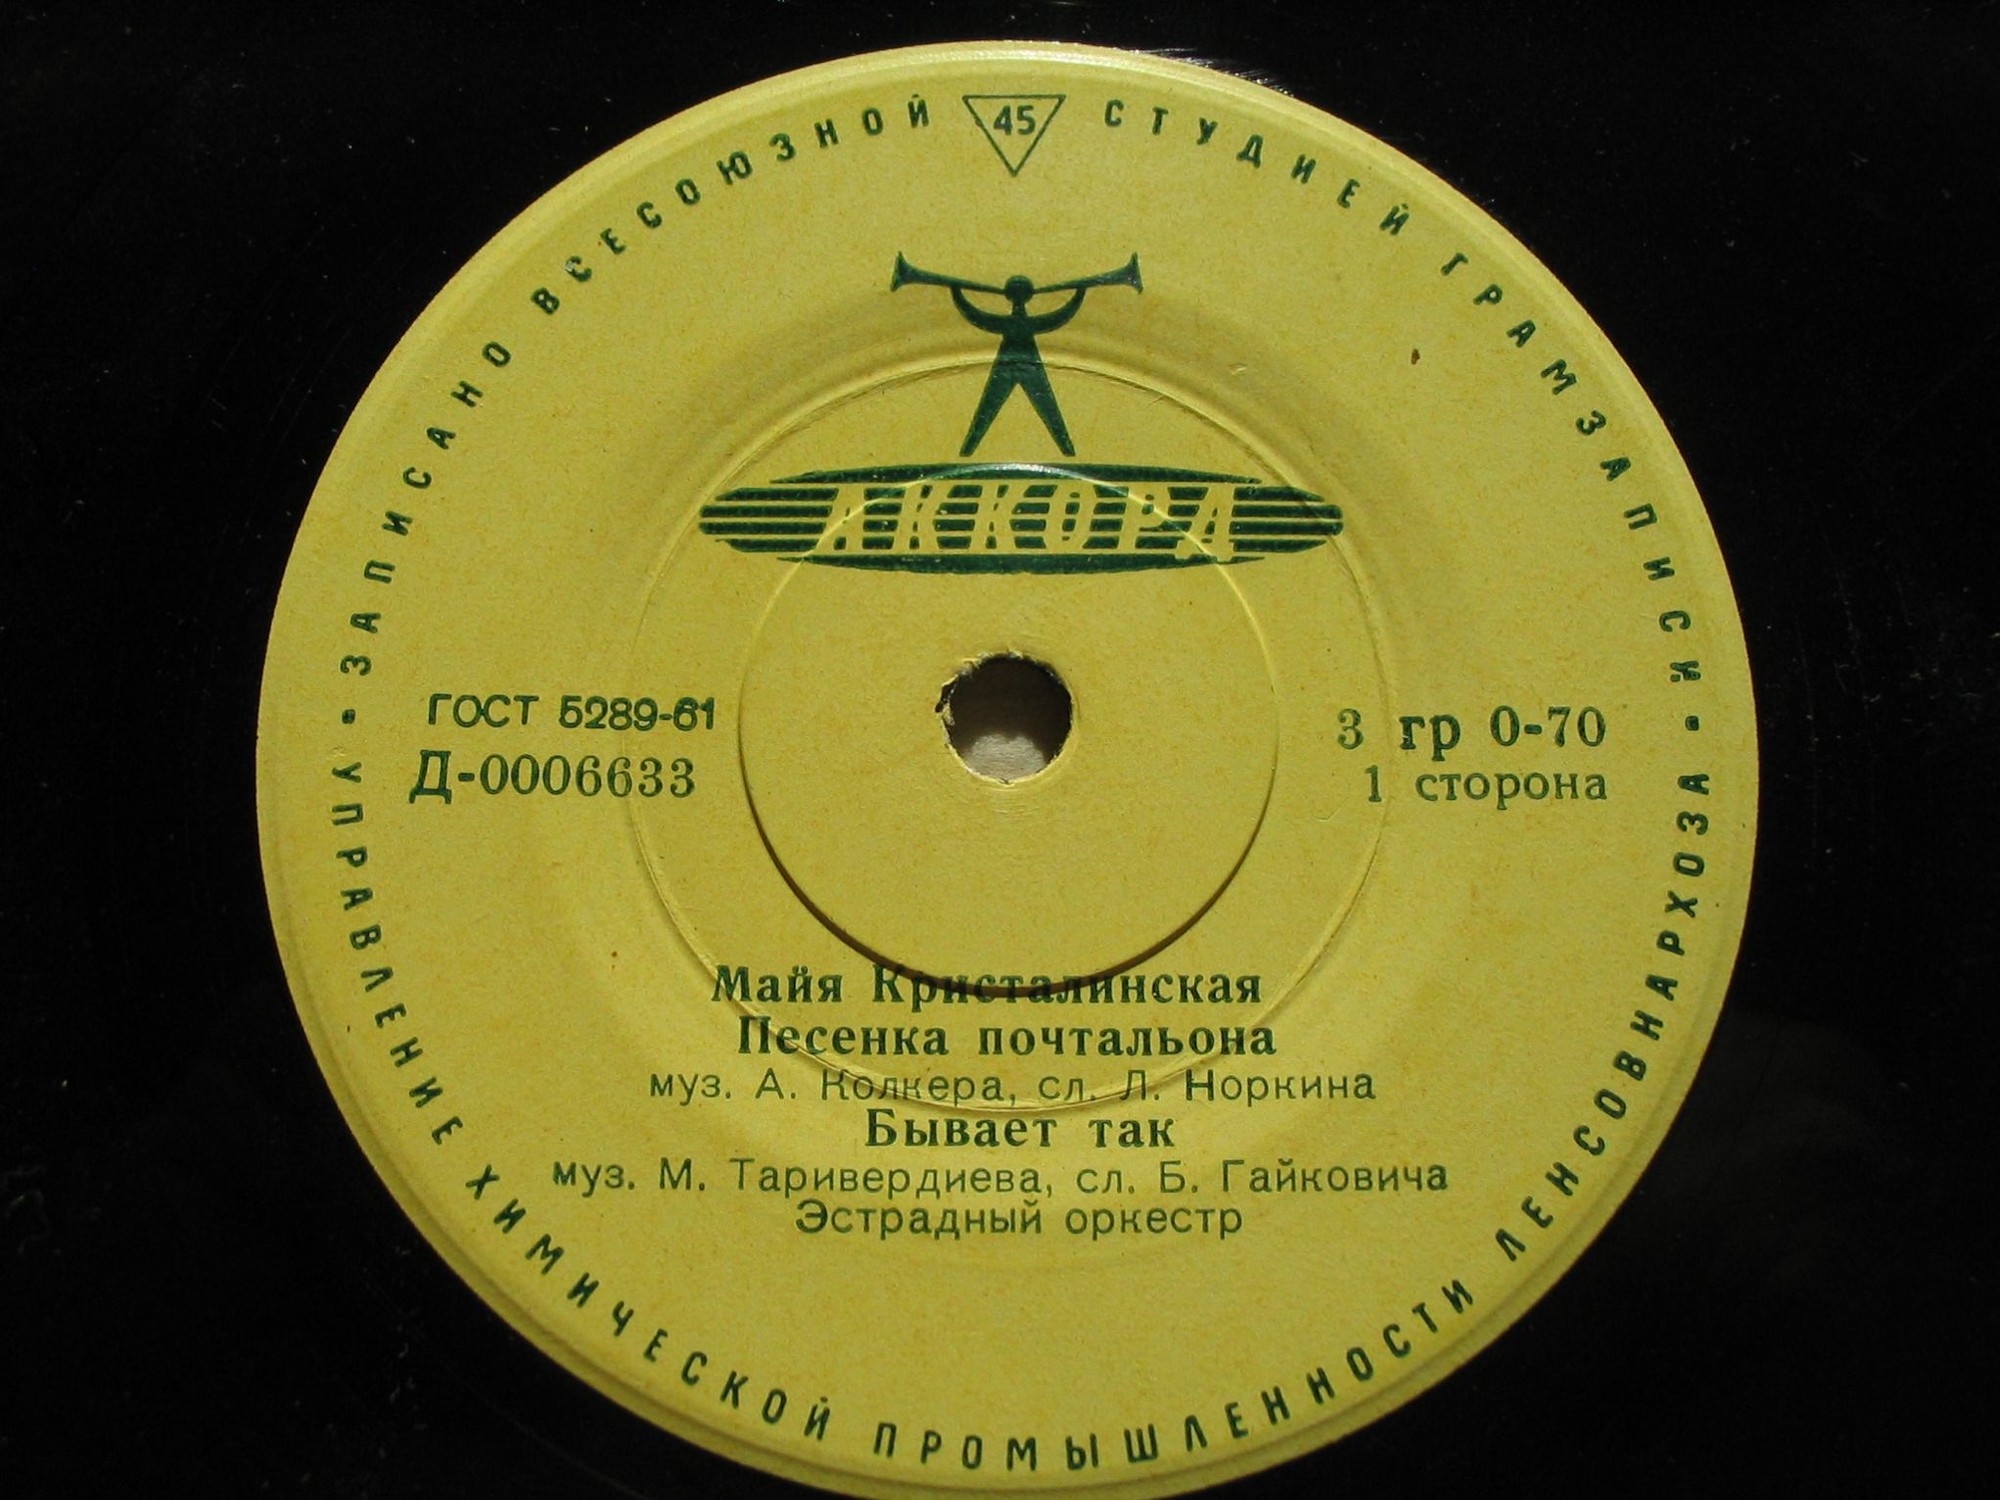 ЗАПИСАНО ВСЕСОЮЗНОЙ 45 СТУДИЕЙ ГРАМЗАПИСИ
АККОРД
ГОСТ 5289-61
Д-0006633
3 гр 0-70
1 сторона
Майя Кристалинская
Песенка почтальона
муз. А. Колкера, сл. Л. Норкина
Бывает так
муз. М. Таривердиева, сл. Б. Гайковича
Эстрадный оркестр
• УПРАВЛЕНИЕ ХИМИЧЕСКОЙ ПРОМЫШЛЕННОСТИ ЛЕНСОВНАРХОЗА •